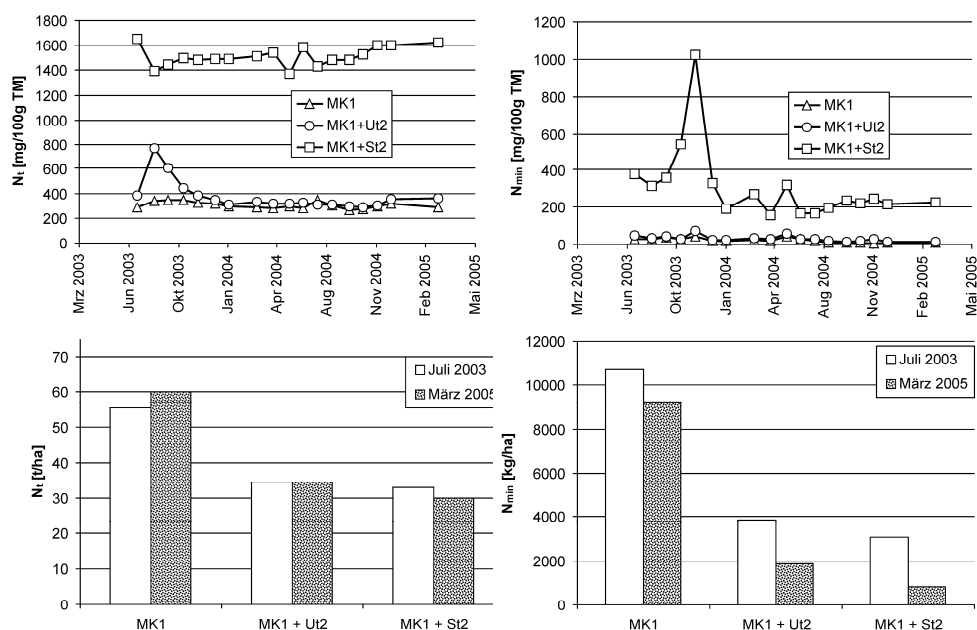 Nt [mg/100g TM]
1800
1600
1400
1200
1000
800
600
400
200
0
MK1
MK1+Ut2
MK1+St2
Mrz 2003
Jun 2003
Okt 2003
Jan 2004
Apr 2004
Aug 2004
Nov 2004
Feb 2005
Mai 2005
Nmin [mg/100g TM]
1200
1000
800
600
400
200
0
MK1
MK1+Ut2
MK1+St2
Mrz 2003
Jun 2003
Okt 2003
Jan 2004
Apr 2004
Aug 2004
Nov 2004
Feb 2005
Mai 2005
Nt [t/ha]
70
60
50
40
30
20
10
0
Juli 2003
März 2005
MK1
MK1 + Ut2
MK1 + St2
Nmin [kg/ha]
12000
10000
8000
6000
4000
2000
0
Juli 2003
März 2005
MK1
MK1 + Ut2
MK1 + St2